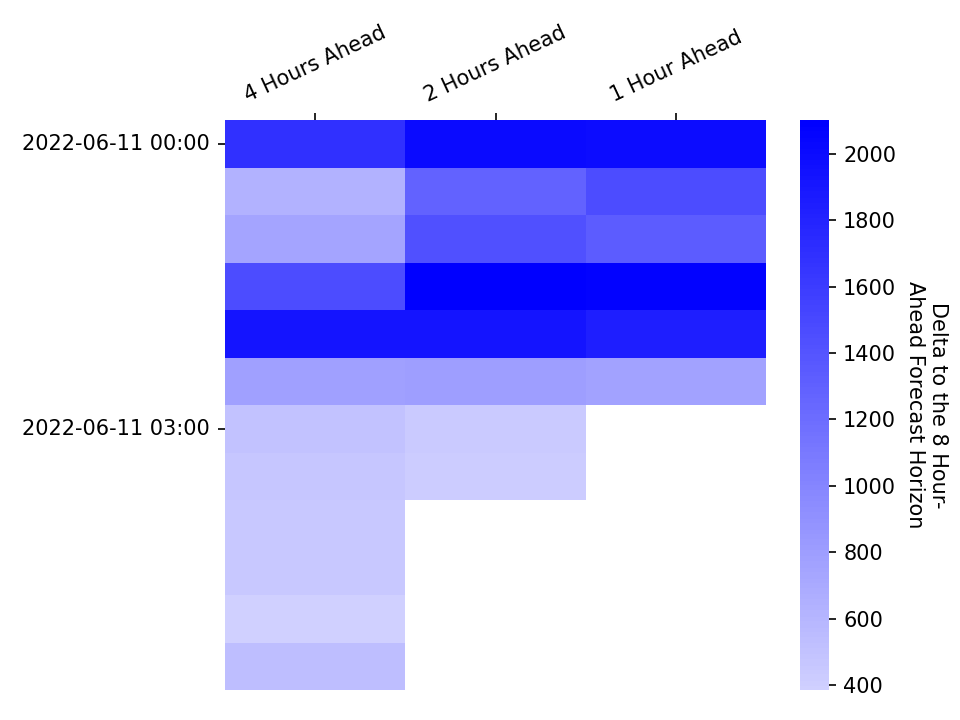 4 Hours Ahead
2 Hours Ahead
1 Hour Ahead
2022-06-11 00:00
2022-06-11 03:00
2000
1800
1600
1400
1200
1000
800
600
400
Delta to the 8 Hour-
Ahead Forecast Horizon